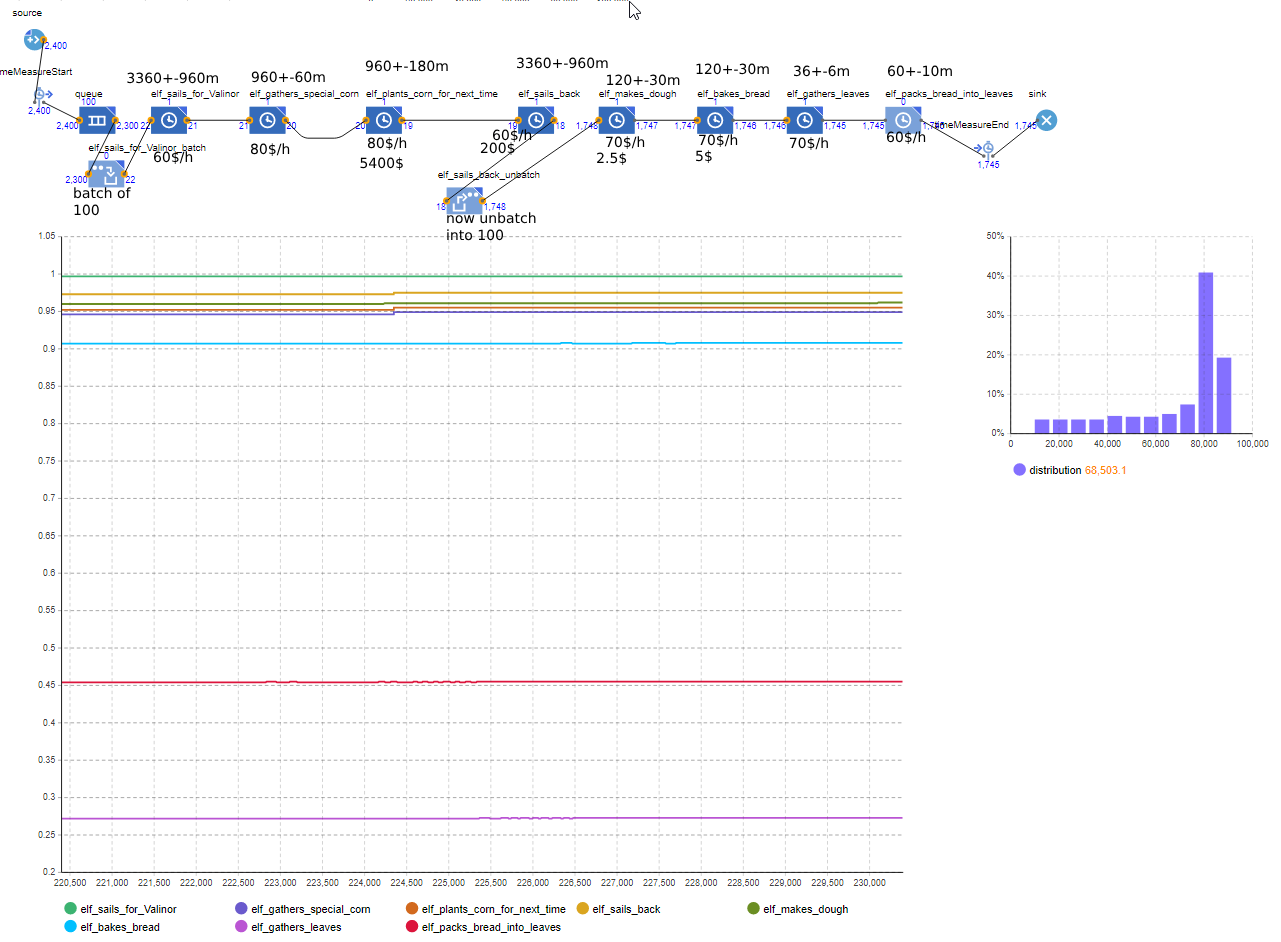 source
2,400
3360+-960m
960+-60m
960+-180m
3360+-960m
120+-30m
120+-30m
36+-6m
60+-10m
meMeasureStart
queue
elf_sails_for_Valinor
elf_gathers_special_corn
elf_plants_corn_for_next_time
elf_sails_back
elf_makes_dough
elf_bakes_bread
elf_gathers_leaves
elf_packs_bread_into_leaves
sink
100
1
1
1
1
1
1
1
0
2,400
2,400
2,300
22
21
21
20
20
19
19
18
1,748
1,747
1,747
1,746
1,746
1,745
1,745
meMeasureEnd
1,745
1,745
elf_sails_for_Valinor_batch
0
60$/h
80$/h
80$/h
5400$
60$/h
200$
70$/h
2.5$
70$/h
5$
70$/h
60$/h
2,300
22
batch of
100
elf_sails_back_unbatch
18
1,748
now unbatch
into 100
1.05
1
0.95
0.9
0.85
0.8
0.75
0.7
0.65
0.6
0.55
0.5
0.45
0.4
0.35
0.3
0.25
0.2
220,500 221,000 221,500 222,000 222,500 223,000 223,500 224,000 224,500 225,000 225,500 226,000 226,500 227,000 227,500 228,000 228,500 229,000 229,500 230,000
elf_sails_for_Valinor elf_gathers_special_corn elf_plants_corn_for_next_time elf_sails_back elf_makes_dough
elf_bakes_bread elf_gathers_leaves elf_packs_bread_into_leaves
50%
40%
30%
20%
10%
0%
0 20,000 40,000 60,000 80,000 100,000
distribution 68,503.1